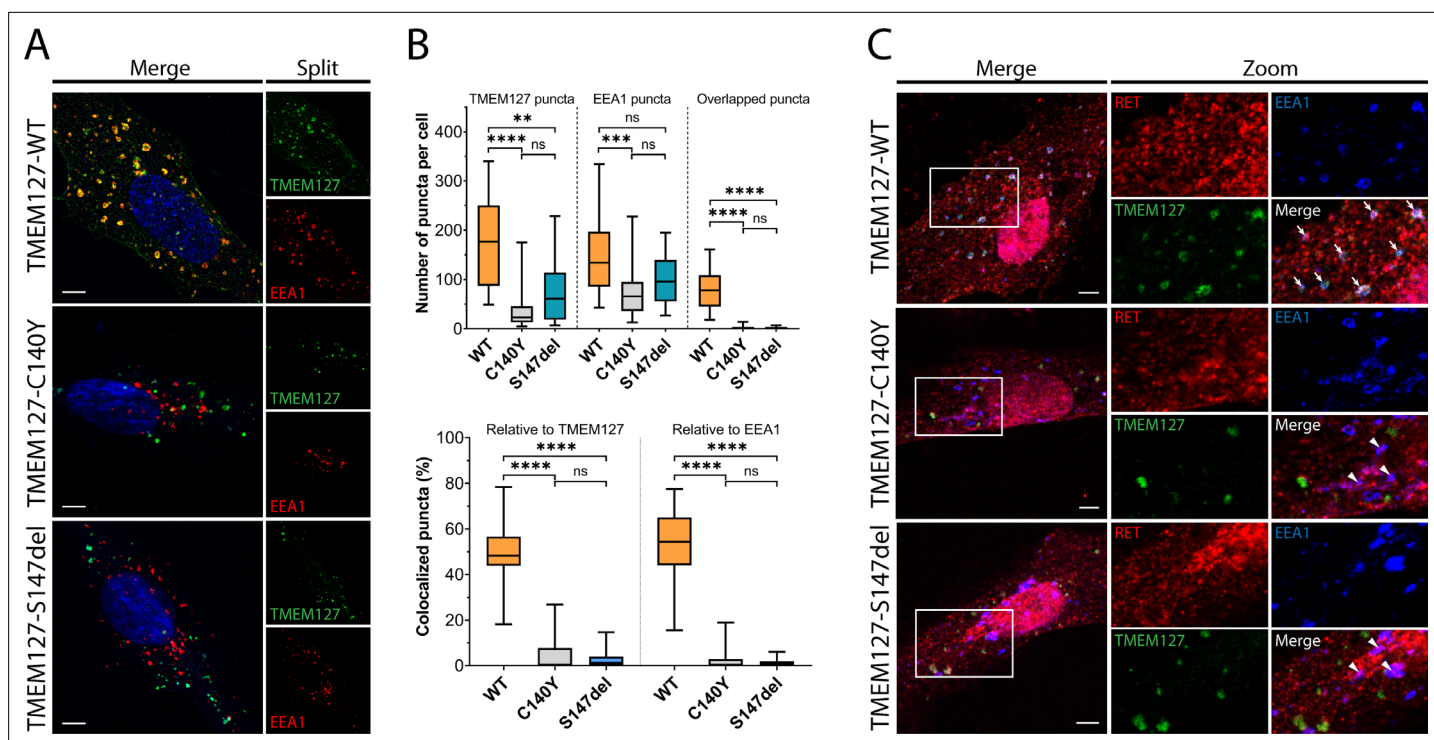 A
Merge
Split
TMEM127-WT
TMEM127
EEA1
TMEM127-C140Y
TMEM127
EEA1
TMEM127-S147del
TMEM127
EEA1
B
TMEM127 puncta
EEA1 puncta
Overlapped puncta
Number of puncta per cell
400
300
200
100
0
** ns ****
**** *** ****
ns ns ns
WT C140Y S147del WT C140Y S147del WT C140Y S147del
Relative to TMEM127
Relative to EEA1
Colocalized puncta (%)
100
80
60
40
20
0
**** ****
**** ns **** ns
WT C140Y S147del WT C140Y S147del
C
Merge
Zoom
TMEM127-WT
RET
EEA1
TMEM127
Merge
TMEM127-C140Y
RET
EEA1
TMEM127
Merge
TMEM127-S147del
RET
EEA1
TMEM127
Merge